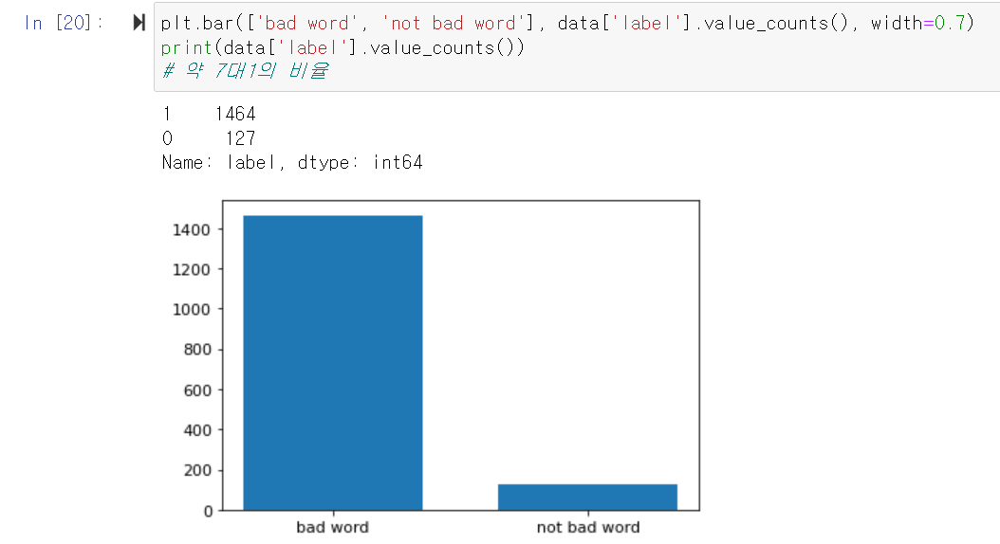 In [20]:
plt.bar(['bad word', 'not bad word'], data['label'].value_counts(), width=0.7)
print(data['label'].value_counts())
# 약 7대1의 비율
1 1464
0 127
Name: label, dtype: int64
1400
1200
1000
800
600
400
200
0
bad word not bad word